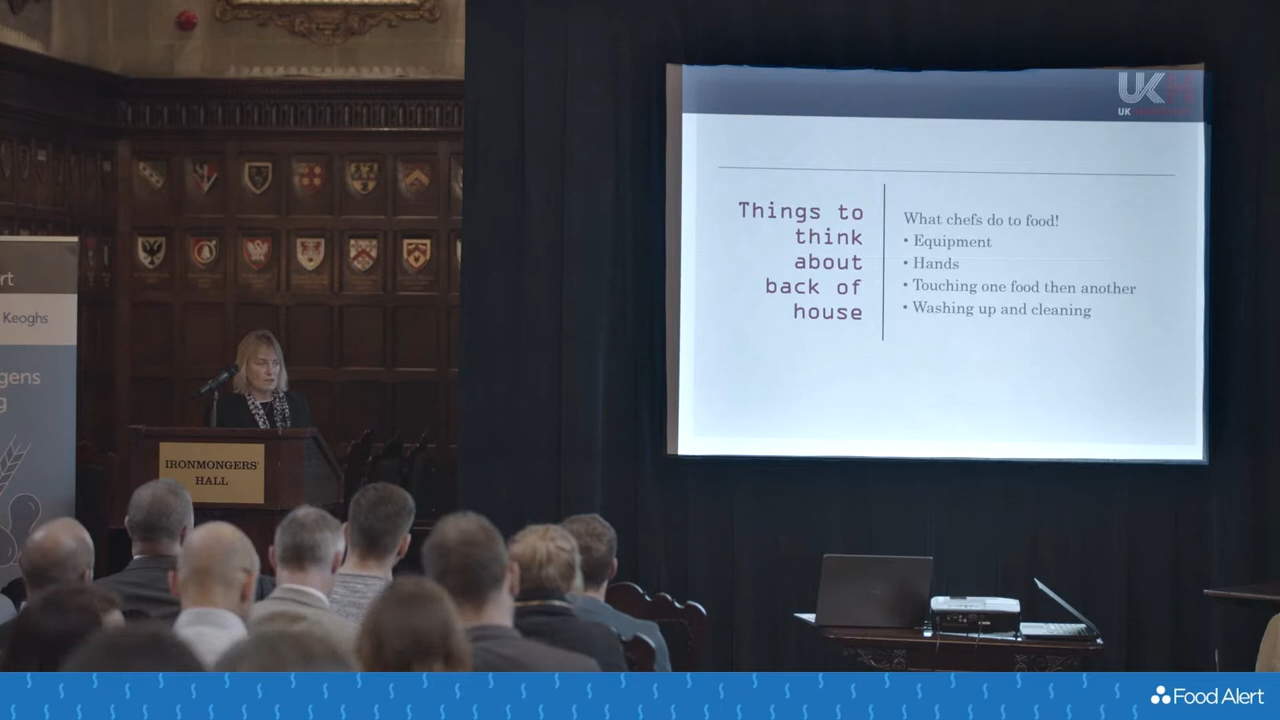 rt
Keoghs
gens
g
IRONMONGERS'
HALL
UKH
UK
Things to
think
about
back of
house
What chefs do to food!
• Equipment
• Hands
• Touching one food then another
• Washing up and cleaning
Food Alert